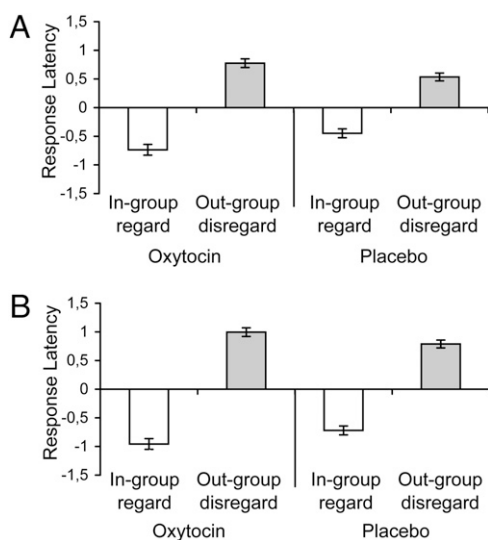 A
Response Latency
1,5
1
0,5
0
-0,5
-1
-1,5
In-group Out-group In-group Out-group
regard disregard regard disregard
Oxytocin Placebo
B
Response Latency
1,5
1
0,5
0
-0,5
-1
-1,5
In-group Out-group In-group Out-group
regard disregard regard disregard
Oxytocin Placebo